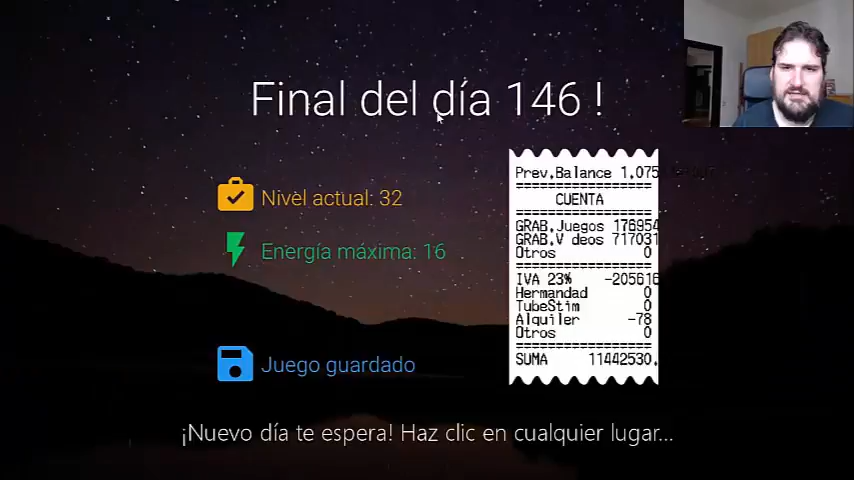 Final del día 146 !
Nivel actual: 32
Energía máxima: 16
Juego guardado
Prev.Balance 1.075
==================
CUENTA
==================
GRAB.Juegos 176954
GRAB.V deos 717031
Otros 0
==================
IVA 23% -205616
Hermandad 0
TubeStim 0
Alquiler -78
Otros 0
==================
SUMA 11442530.
¡Nuevo día te espera! Haz clic en cualquier lugar...